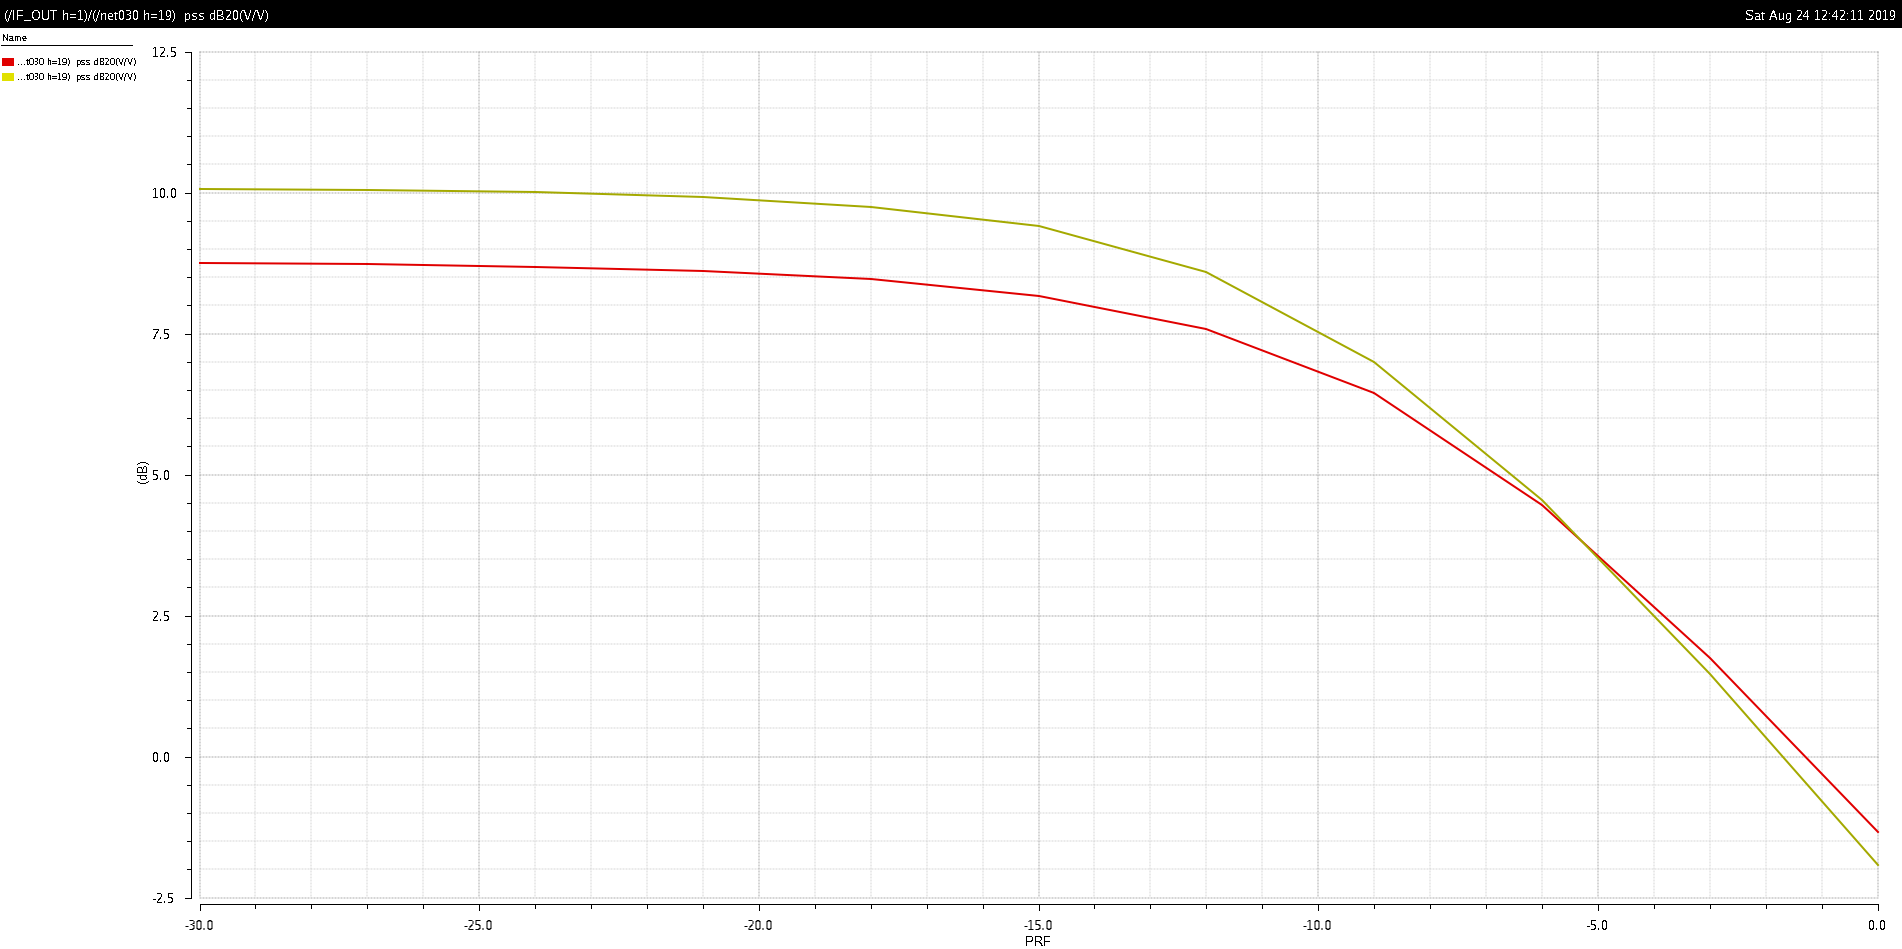 (/IF_OUT h=1)/(/net030 h=19) pss dB20(V/V)
Sat Aug 24 12:42:11 2019
Name
...t030 h=19) pss dB20(V/V)
...t030 h=19) pss dB20(V/V)
12.5
10.0
7.5
5.0
2.5
0.0
-2.5
(dB)
-30.0 -25.0 -20.0 -15.0 -10.0 -5.0 0.0
PRF